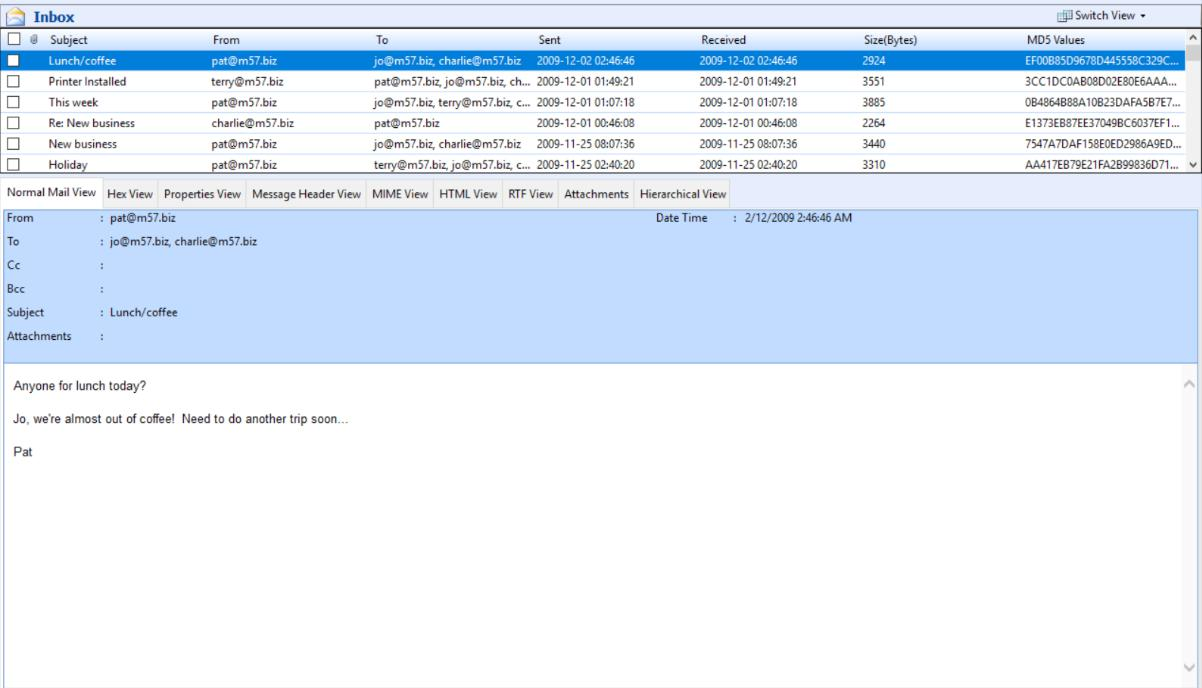 Inbox Switch View
Subject From To Sent Received Size(Bytes) MD5 Values
Lunch/coffee pat@m57.biz jo@m57.biz, charlie@m57.biz 2009-12-02 02:46:46 2009-12-02 02:46:46 2924 EF00B85D9678D445558C329C...
Printer Installed terry@m57.biz pat@m57.biz, jo@m57.biz, ch... 2009-12-01 01:49:21 2009-12-01 01:49:21 3551 3CC1DC0AB08D02E80E6AAA...
This week pat@m57.biz jo@m57.biz, terry@m57.biz, c... 2009-12-01 01:07:18 2009-12-01 01:07:18 3885 0B4864B88A10B23DAFA5B7E7...
Re: New business charlie@m57.biz pat@m57.biz 2009-12-01 00:46:08 2009-12-01 00:46:08 2264 E1373EB87EE37049BC6037EF1...
New business pat@m57.biz jo@m57.biz, charlie@m57.biz 2009-11-25 08:07:36 2009-11-25 08:07:36 3440 7547A7DAF158E0ED2986A9ED...
Holiday pat@m57.biz terry@m57.biz, jo@m57.biz, c... 2009-11-25 02:40:20 2009-11-25 02:40:20 3310 AA417EB79E21FA2B99836D71...
Normal Mail View Hex View Properties View Message Header View MIME View HTML View RTF View Attachments Hierarchical View
From : pat@m57.biz Date Time : 2/12/2009 2:46:46 AM
To : jo@m57.biz, charlie@m57.biz
Cc :
Bcc :
Subject : Lunch/coffee
Attachments :
Anyone for lunch today?
Jo, we're almost out of coffee! Need to do another trip soon...
Pat